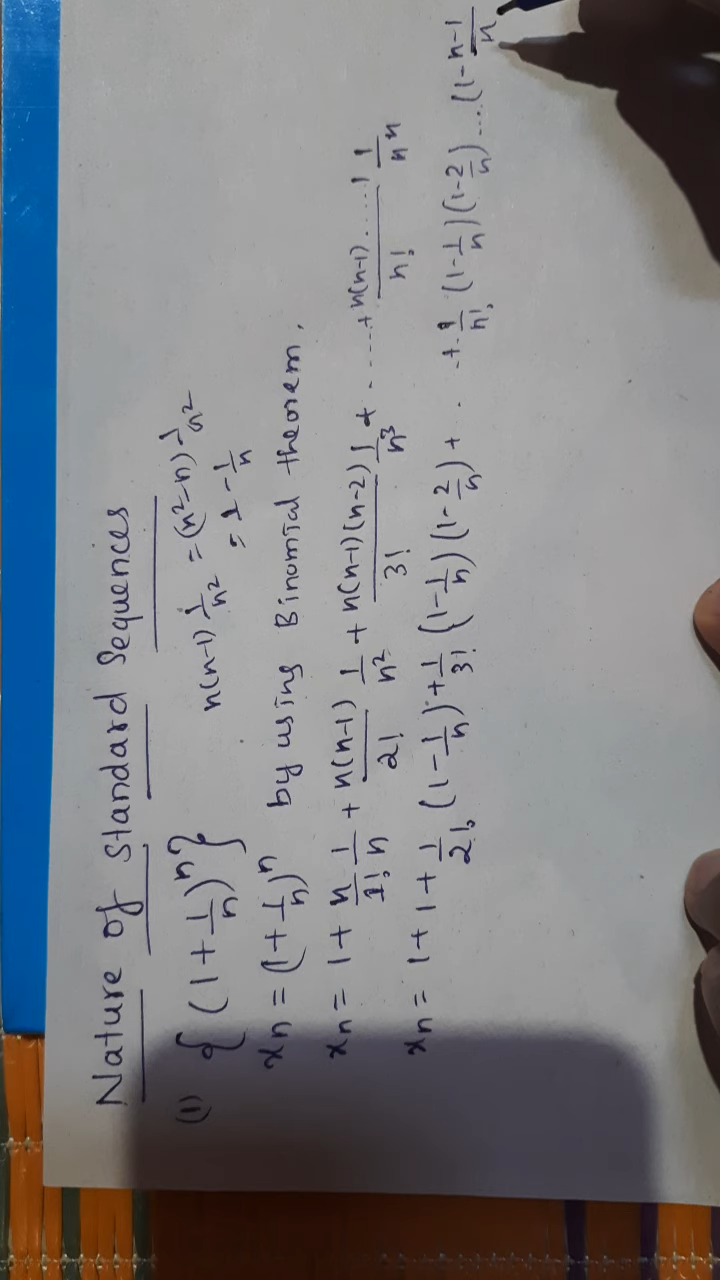 Nature of Standard Sequences
(1) { (1 + 1/n)^n }
n(n-1) 1/n² = (n²-n) 1/n²
= 1 - 1/n
xn = (1 + 1/n)^n by using Binomial theorem,
xn = 1 + n/1! 1/n + n(n-1)/2! 1/n² + n(n-1)(n-2)/3! 1/n³ + ..... + n(n-1)......1/n! 1/n^n
xn = 1 + 1 + 1/2! (1 - 1/n) + 1/3! (1 - 1/n) (1 - 2/n) + . . . + 1/n! (1 - 1/n) (1 - 2/n) .... (1 - n-1/n